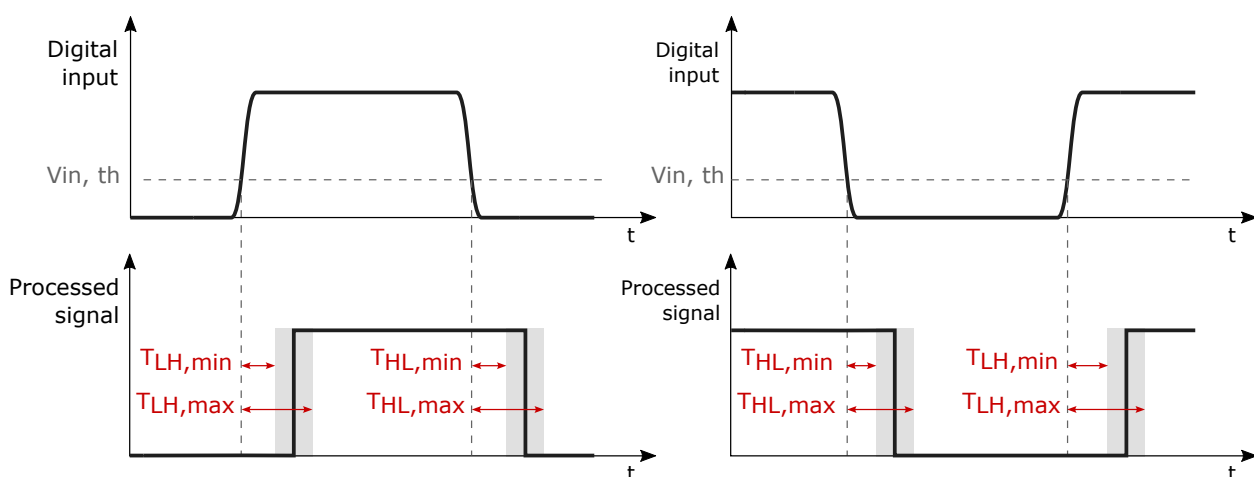 Digital
input
Vin, th
t
Processed
signal
TLH,min
THL,min
TLH,max
THL,max
t
Digital
input
Vin, th
t
Processed
signal
THL,min
TLH,min
THL,max
TLH,max
t